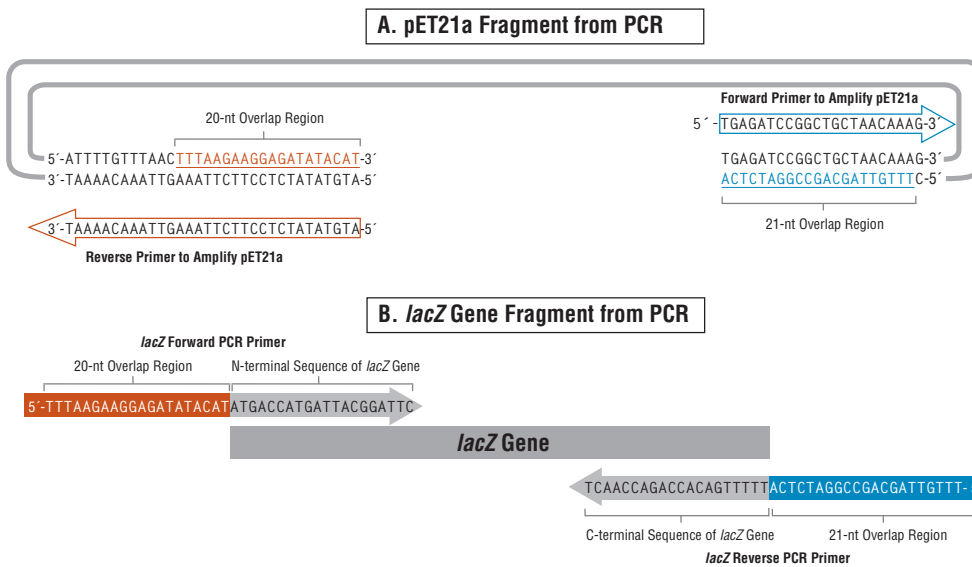 A. pET21a Fragment from PCR
Forward Primer to Amplify pET21a
5´-TGAGATCCGGCTGCTAACAAAG-3´
20-nt Overlap Region
5´-ATTTTGTTTAACTTTAAGAAGGAGATATACAT-3´
3´-TAAAACAAATTGAAATTCTTCCTCTATATGTA-5´
TGAGATCCGGCTGCTAACAAAG-3´
ACTCTAGGCCGACGATTGTTTC-5´
21-nt Overlap Region
3´-TAAAACAAATTGAAATTCTTCCTCTATATGTA-5´
Reverse Primer to Amplify pET21a
B. lacZ Gene Fragment from PCR
lacZ Forward PCR Primer
20-nt Overlap Region
N-terminal Sequence of lacZ Gene
5´-TTTAAGAAGGAGATATACATATGACCATGATTACGGATTC
lacZ Gene
TCAACCAGACCACAGTTTTTACTCTAGGCCGACGATTGTTT-
C-terminal Sequence of lacZ Gene
21-nt Overlap Region
lacZ Reverse PCR Primer